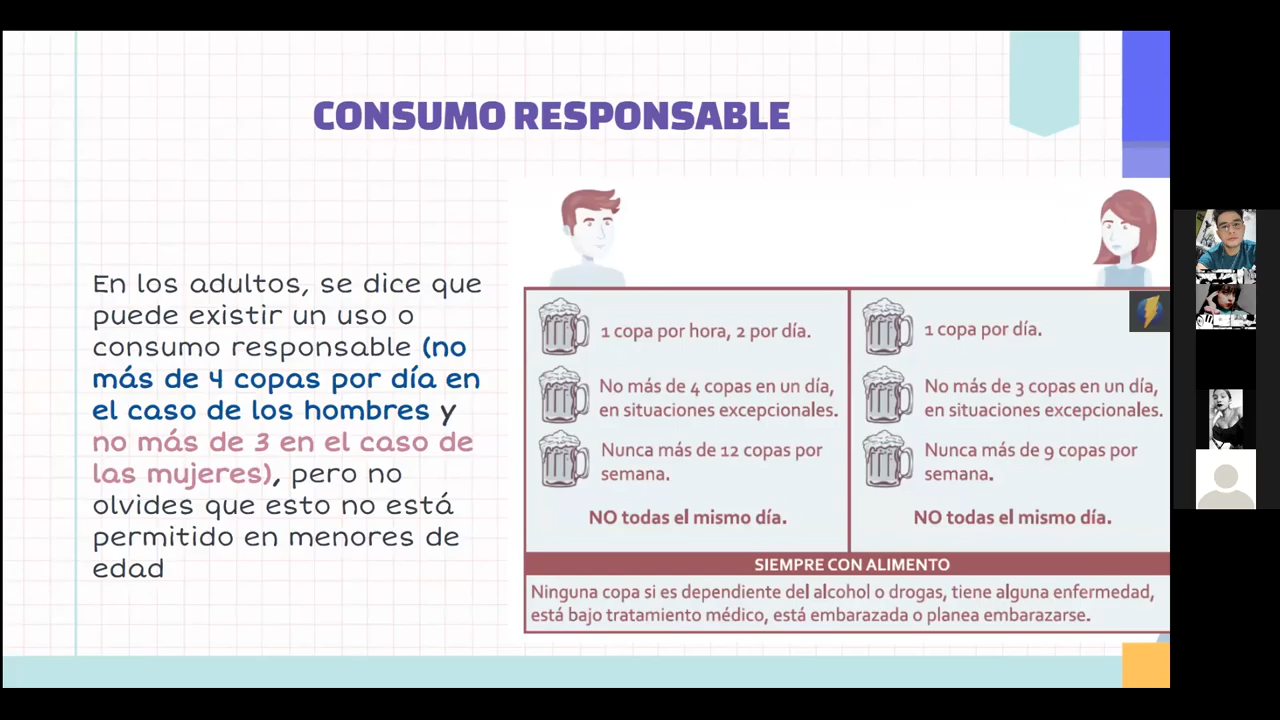 CONSUMO RESPONSABLE
En los adultos, se dice que
puede existir un uso o
consumo responsable (no
más de 4 copas por día en
el caso de los hombres y
no más de 3 en el caso de
las mujeres), pero no
olvides que esto no está
permitido en menores de
edad
1 copa por hora, 2 por día.
No más de 4 copas en un día,
en situaciones excepcionales.
Nunca más de 12 copas por
semana.
NO todas el mismo día.
1 copa por día.
No más de 3 copas en un día,
en situaciones excepcionales.
Nunca más de 9 copas por
semana.
NO todas el mismo día.
SIEMPRE CON ALIMENTO
Ninguna copa si es dependiente del alcohol o drogas, tiene alguna enfermedad,
está bajo tratamiento médico, está embarazada o planea embarazarse.